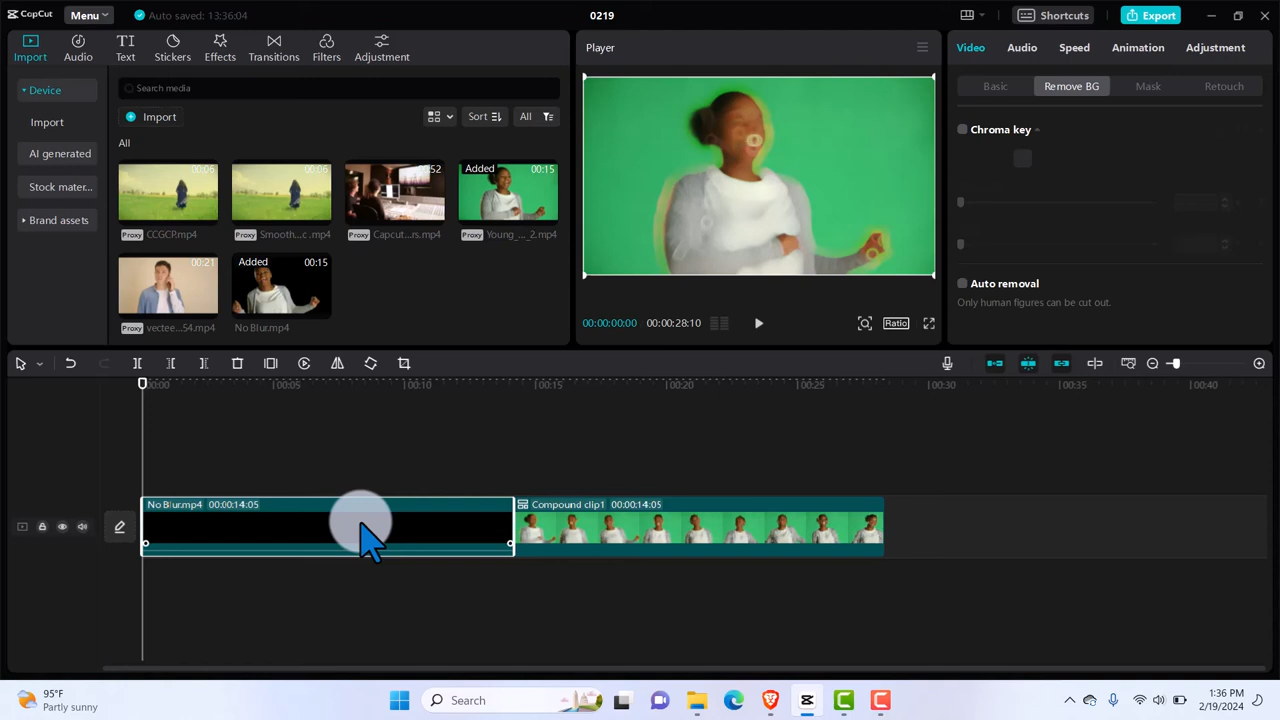 CapCut Menu Auto saved: 13:36:04 0219 Shortcuts Export
Import Audio Text Stickers Effects Transitions Filters Adjustment
Player
Video Audio Speed Animation Adjustment
Device
Import
AI generated
Stock mater...
Brand assets
Search media
Import Sort All
All
00:06
CCGCP.mp4
Proxy
00:06
Smooth...c .mp4
Proxy
00:52
Capcut...rs.mp4
Proxy
Added 00:15
Young_..._2.mp4
Proxy
00:21
vectee...54.mp4
Proxy
Added 00:15
No Blur.mp4
00:00:00:00 00:00:28:10 Ratio
Basic Remove BG Mask Retouch
Chroma key
Auto removal
Only human figures can be cut out.
00:00 00:05 00:10 00:15 00:20 00:25 00:30 00:35 00:40
No Blur.mp4 00:00:14:05 Compound clip1 00:00:14:05
95°F
Partly sunny
Search
1:36 PM
2/19/2024